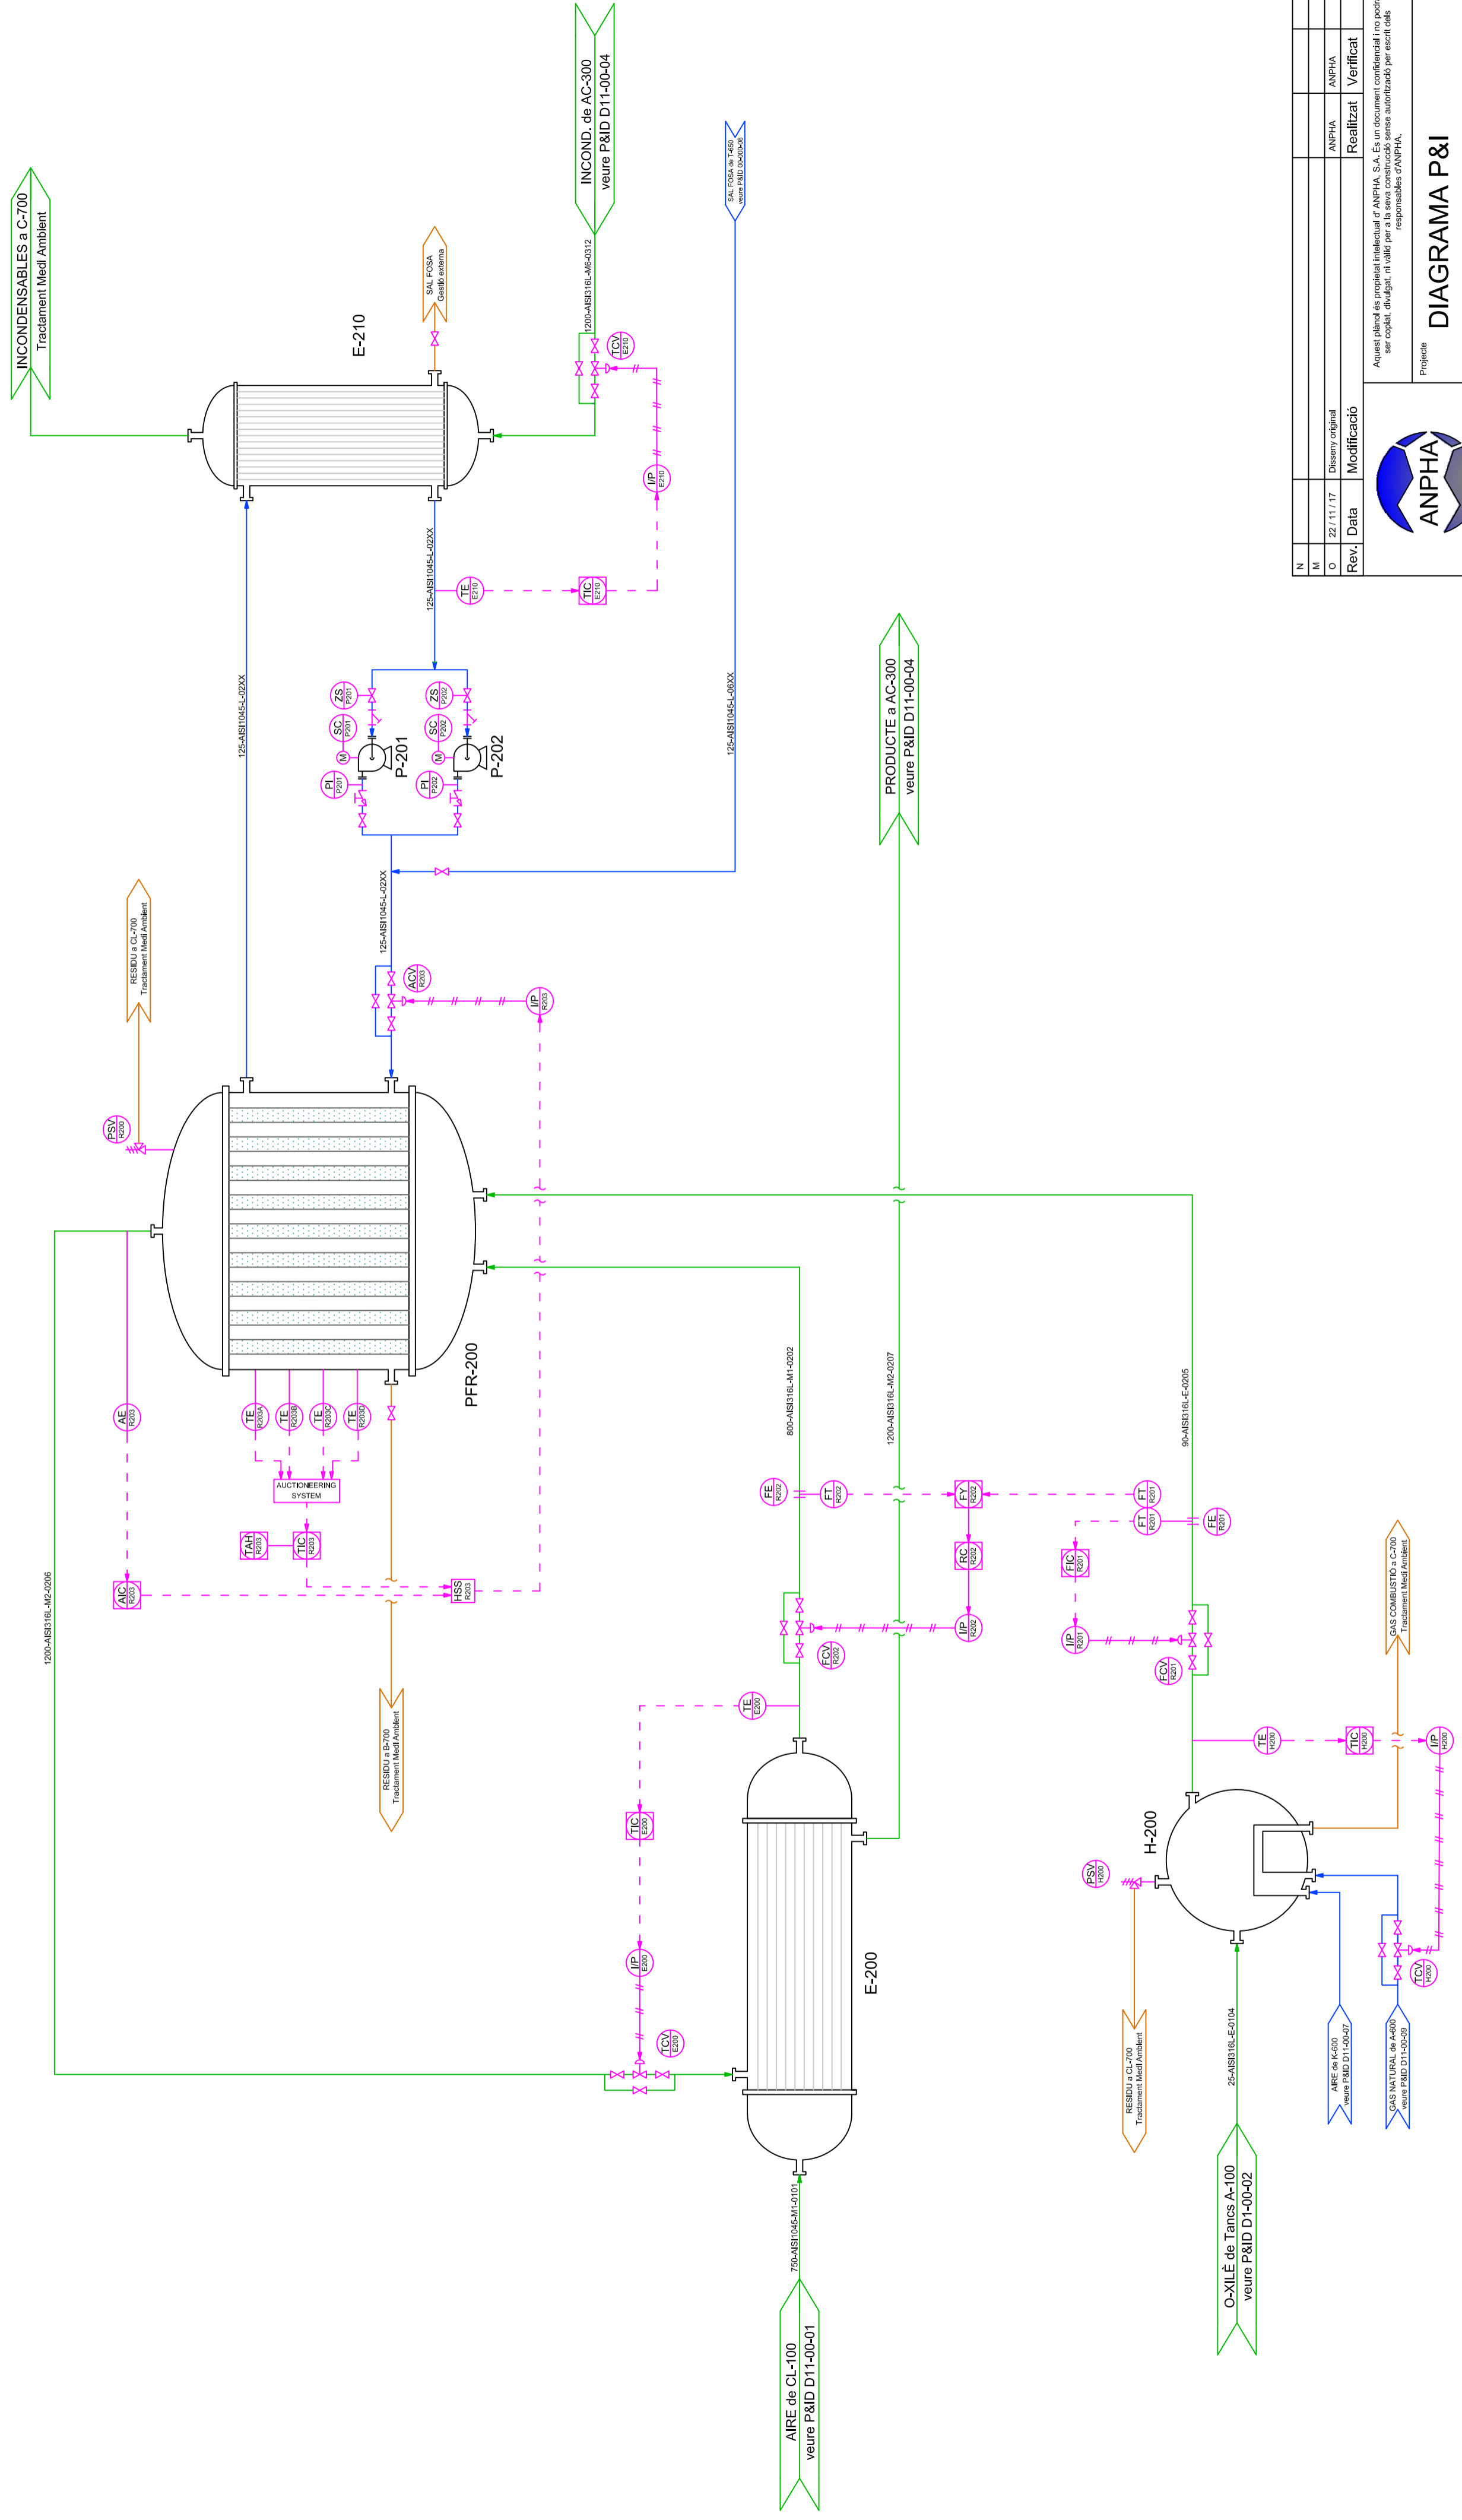 INCONDENSABLES a C-700
Tractament Medi Ambient
INCOND. de AC-300
veure P&ID D11-00-04
SAL FOSA de T-650
veure P&ID 00-000-08
SAL FOSA
Gestió externa
E-210
1200-AISI316L-M6-0312
TCV
E210
I/P
E210
TIC
E210
TE
E210
125-AISI1045-L-02XX
125-AISI1045-L-02XX
ZS
P201
SC
P201
M
PI
P201
P-201
ZS
P202
SC
P202
M
PI
P202
P-202
125-AISI1045-L-06XX
125-AISI1045-L-02XX
PRODUCTE a AC-300
veure P&ID D11-00-04
RESIDU a CL-700
Tractament Medi Ambient
ACV
R203
I/P
R203
PSV
R200
PFR-200
AE
R203
TE
R203A
TE
R203B
TE
R203C
TE
R203D
AUCTIONEERING
SYSTEM
TAH
R203
TIC
R203
AIC
R203
HSS
R203
1200-AISI316L-M2-0206
RESIDU a B-700
Tractament Medi Ambient
800-AISI316L-M1-0202
1200-AISI316L-M2-0207
90-AISI316L-E-0205
FE
R202
FT
R202
FY
R202
FT
R201
FT
R201
FE
R201
RC
R202
FIC
R201
I/P
R202
I/P
R201
FCV
R202
FCV
R201
TE
E200
TIC
E200
I/P
E200
TCV
E200
E-200
GAS COMBUSTIÓ a C-700
Tractament Medi Ambient
TE
H200
TIC
H200
I/P
H200
H-200
PSV
H200
TCV
H200
RESIDU a CL-700
Tractament Medi Ambient
25-AISI316L-E-0104
AIRE de K-600
veure P&ID D11-00-07
GAS NATURAL de A-600
veure P&ID D11-00-09
O-XILÈ de Tancs A-100
veure P&ID D1-00-02
750-AISI1045-M1-0101
AIRE de CL-100
veure P&ID D11-00-01
N
M
O 22 / 11 / 17 Disseny original ANPHA ANPHA
Rev. Data Modificació Realitzat Verificat
Aquest plànol és propietat intelectual d' ANPHA, S.A. És un document confidencial i no podrà
ser copiat, divulgat, ni vàlid per a la seva construcció sense autorització per escrit dels
responsables d'ANPHA.
ANPHA
Projecte
DIAGRAMA P&I